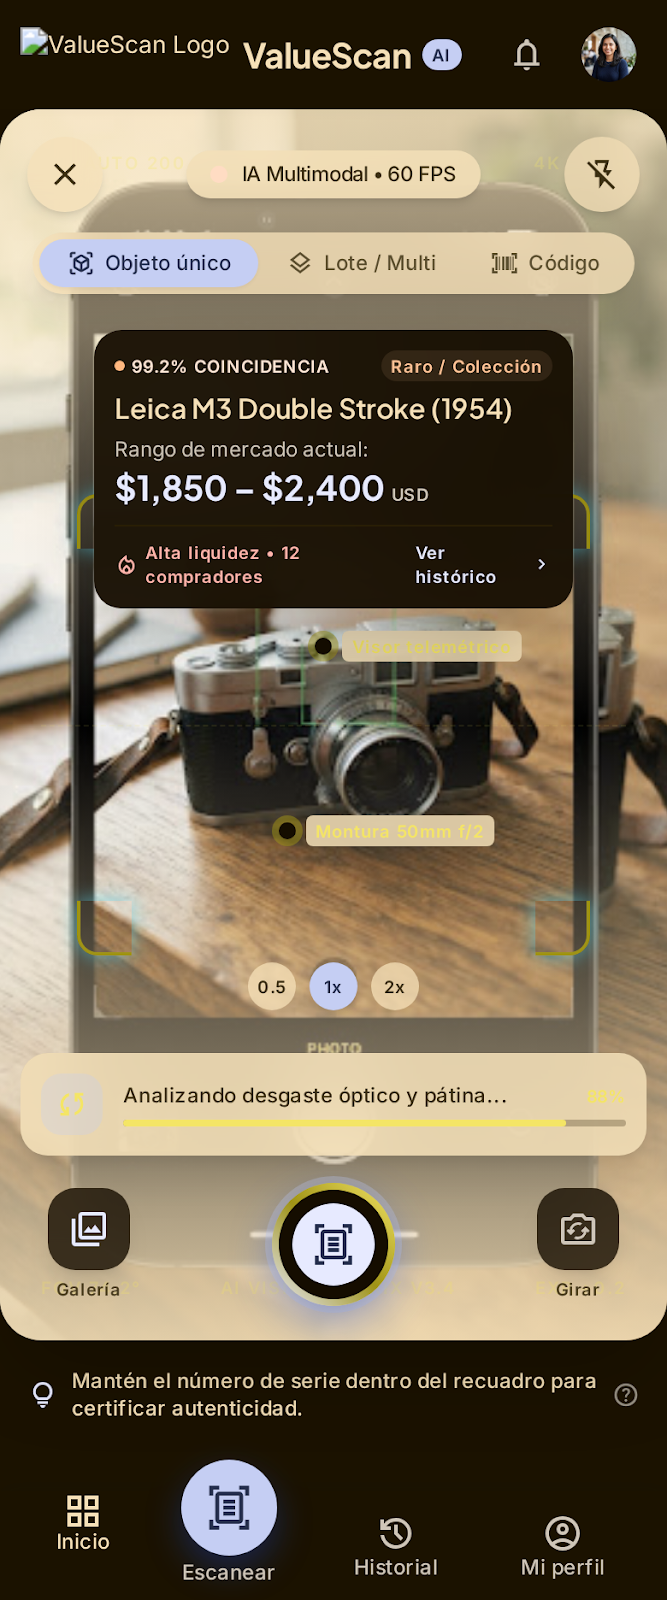 ValueScan Logo
ValueScan AI
IA Multimodal • 60 FPS
4K
Objeto único
Lote / Multi
Código
99.2% COINCIDENCIA
Raro / Colección
Leica M3 Double Stroke (1954)
Rango de mercado actual:
$1,850 – $2,400 USD
Alta liquidez • 12
compradores
Ver
histórico
Visor telemétrico
Montura 50mm f/2
0.5
1x
2x
PHOTO
Analizando desgaste óptico y pátina...
88%
Galería
Girar
Mantén el número de serie dentro del recuadro para
certificar autenticidad.
Inicio
Escanear
Historial
Mi perfil